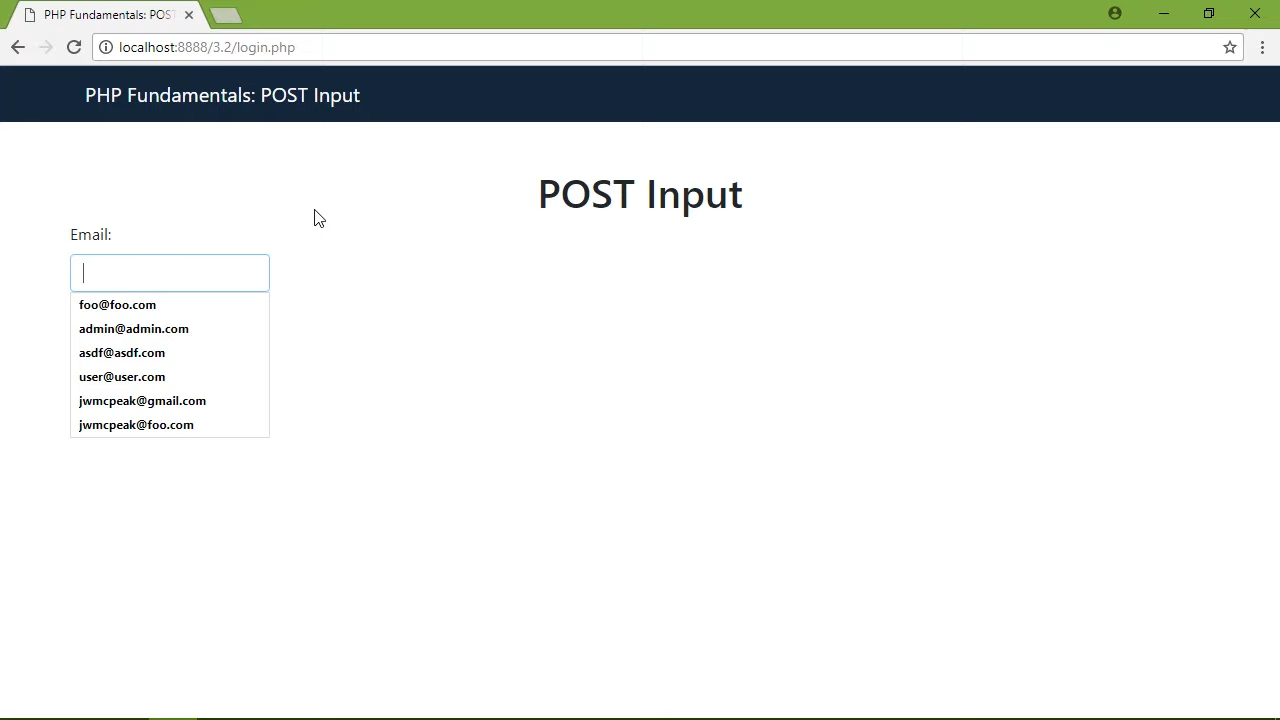 PHP Fundamentals: POST
localhost:8888/3.2/login.php
PHP Fundamentals: POST Input
POST Input
Email:
foo@foo.com
admin@admin.com
asdf@asdf.com
user@user.com
jwmcpeak@gmail.com
jwmcpeak@foo.com